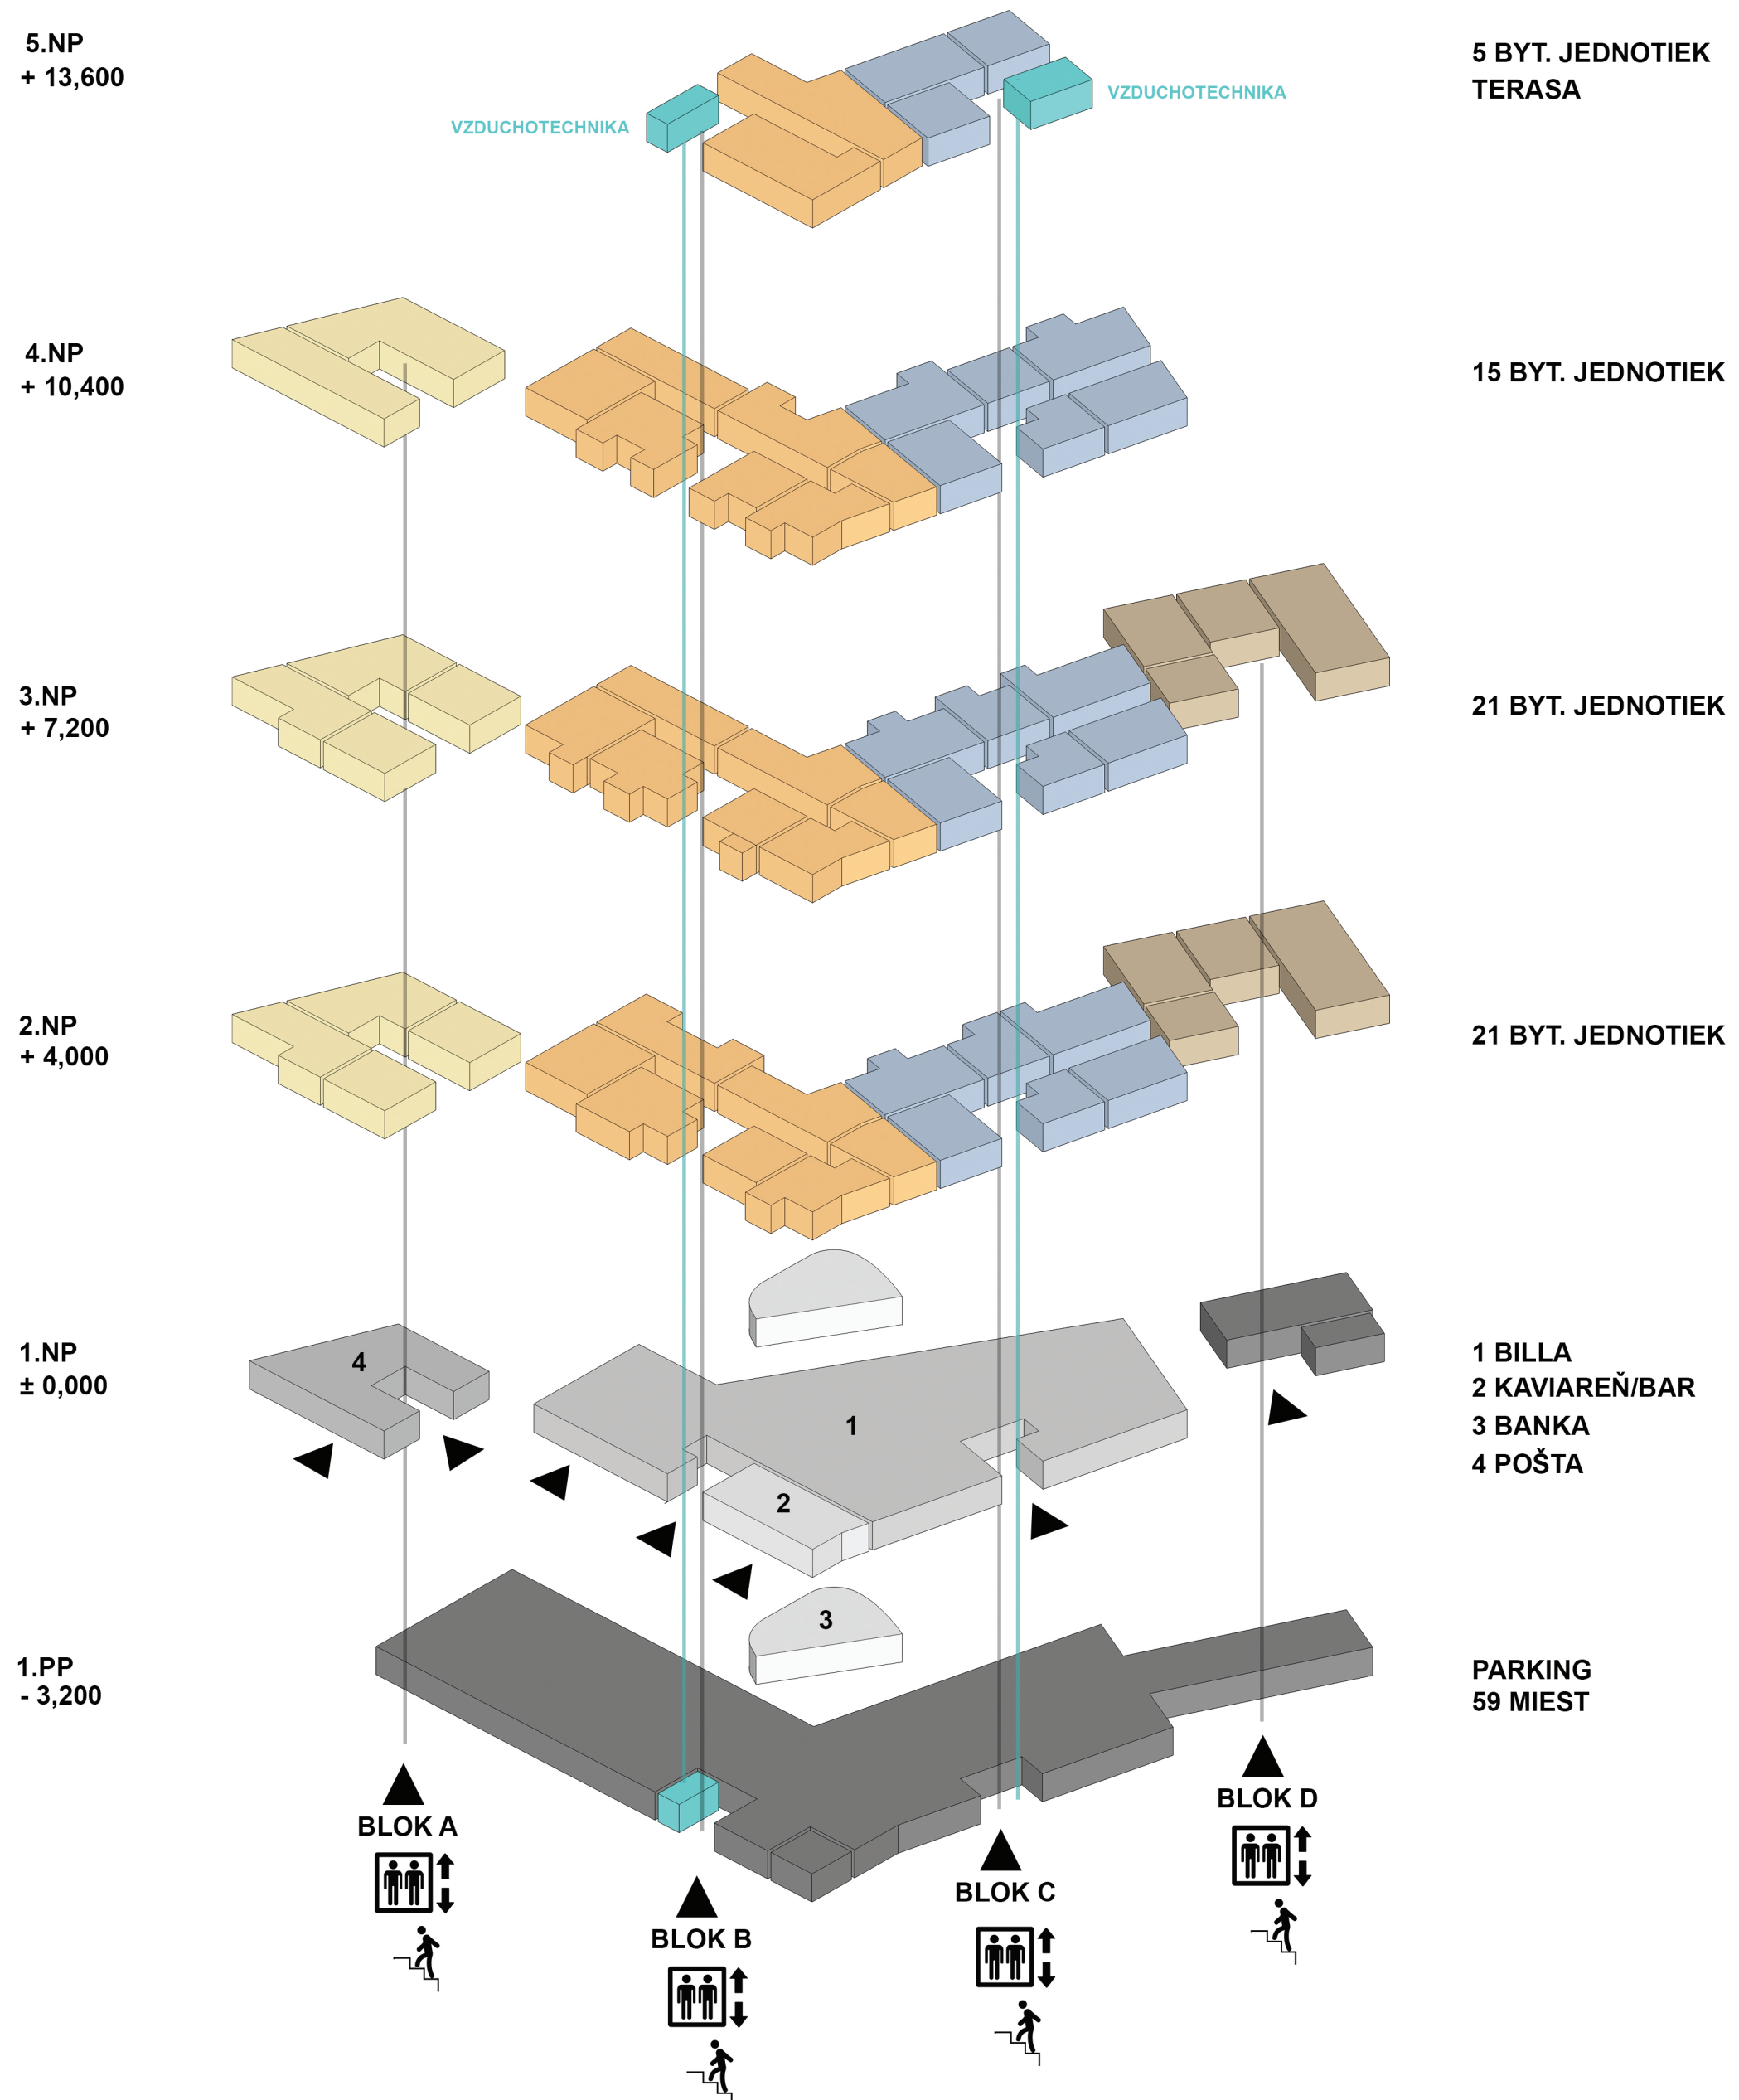 5.NP
+ 13,600
5 BYT. JEDNOTIEK
TERASA
VZDUCHOTECHNIKA
VZDUCHOTECHNIKA
4.NP
+ 10,400
15 BYT. JEDNOTIEK
3.NP
+ 7,200
21 BYT. JEDNOTIEK
2.NP
+ 4,000
21 BYT. JEDNOTIEK
1.NP
± 0,000
4
1
2
1 BILLA
2 KAVIAREŇ/BAR
3 BANKA
4 POŠTA
3
1.PP
- 3,200
PARKING
59 MIEST
BLOK A
BLOK B
BLOK C
BLOK D